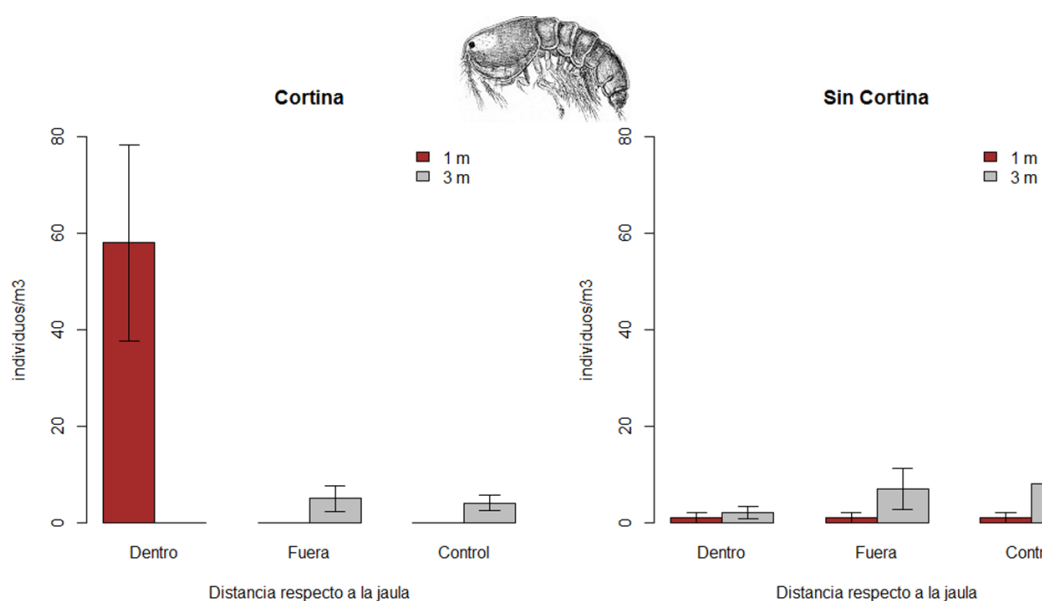 Cortina
80
60
40
20
0
individuos/m3
1 m
3 m
Dentro Fuera Control
Distancia respecto a la jaula
Sin Cortina
80
60
40
20
0
individuos/m3
1 m
3 m
Dentro Fuera Contr
Distancia respecto a la jaula